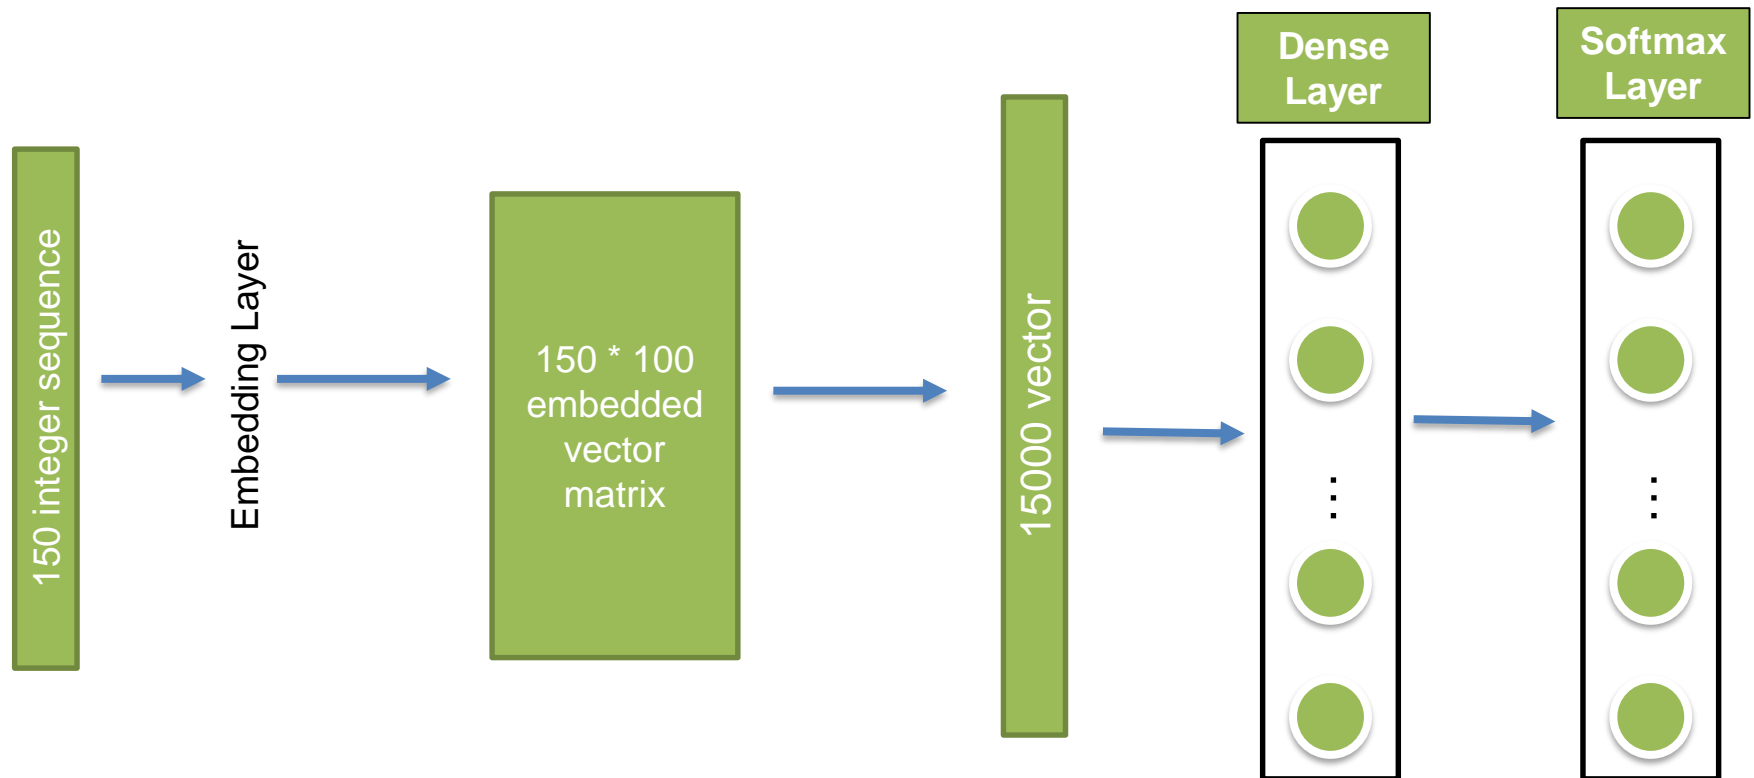 150 integer sequence
Embedding Layer
150 * 100
embedded
vector
matrix
15000 vector
Dense
Layer
...
Softmax
Layer
...